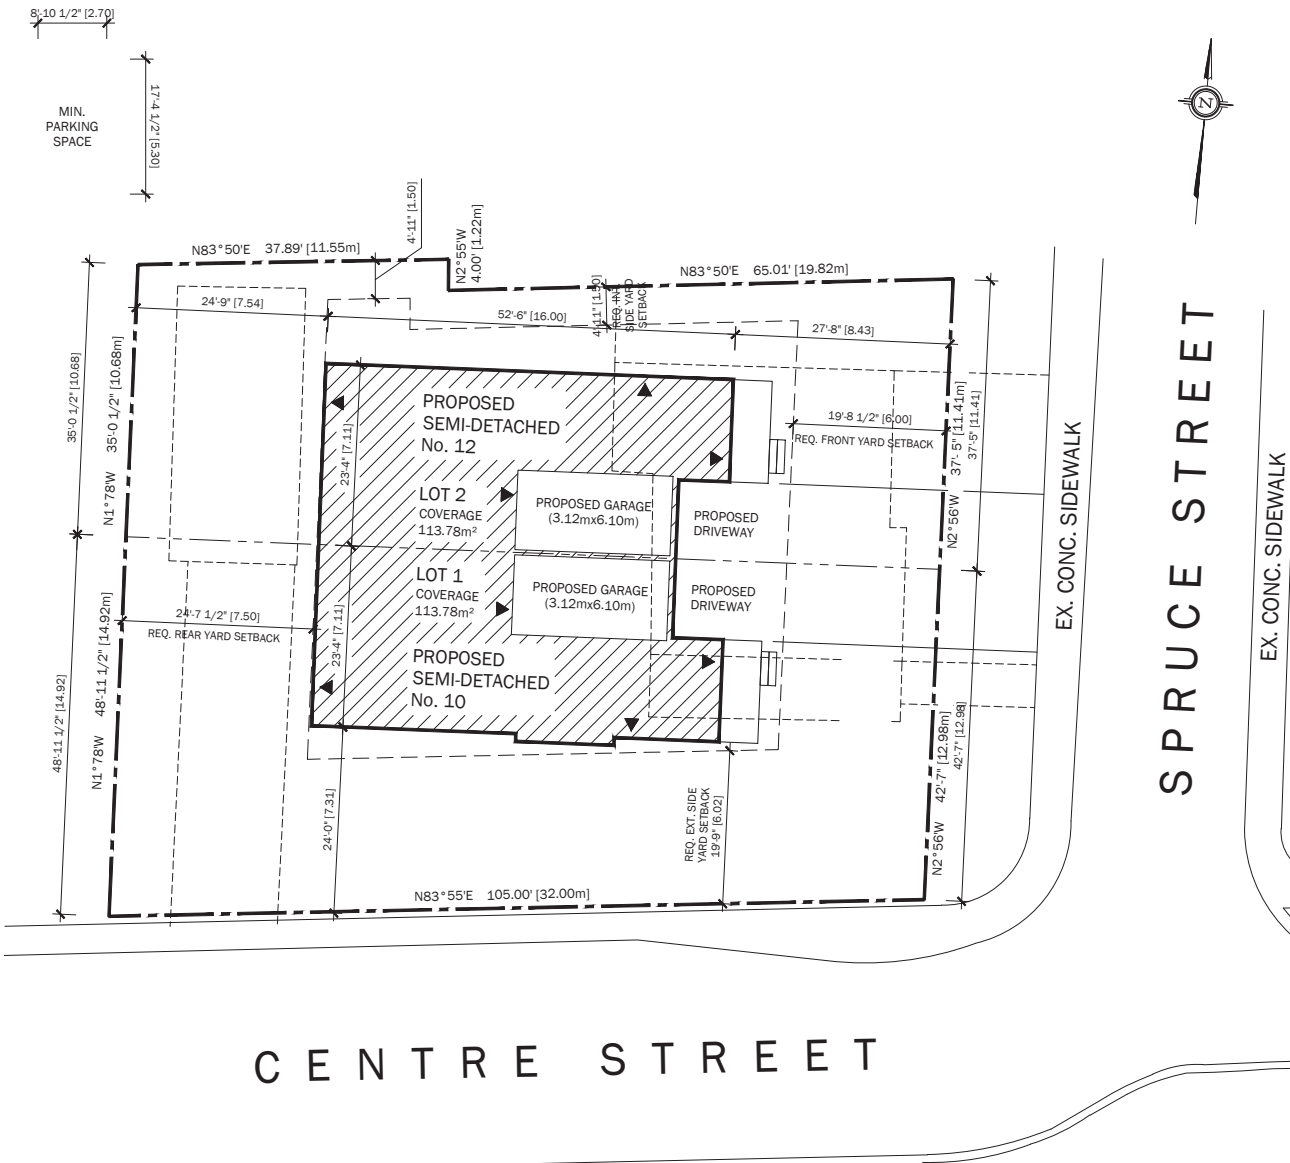 8'-10 1/2" [2.70]
17'-4 1/2" [5.30]
MIN.
PARKING
SPACE
N
4'-11" [1.50]
N2°55'W
4.00' [1.22m]
N83°50'E 37.89' [11.55m]
N83°50'E 65.01' [19.82m]
24'-9" [7.54]
52'-6" [16.00]
4'-11" [1.50]
REQ. INT.
SIDE YARD
SETBACK
27'-8" [8.43]
35'-0 1/2" [10.68]
N1°78'W 35'-0 1/2" [10.68m]
PROPOSED
SEMI-DETACHED
No. 12
23'-4" [7.11]
19'-8 1/2" [6.00]
REQ. FRONT YARD SETBACK
N2°56'W 37'- 5" [11.41m]
37'-5" [11.41]
LOT 2
COVERAGE
113.78m²
PROPOSED GARAGE
(3.12mx6.10m)
PROPOSED
DRIVEWAY
LOT 1
COVERAGE
113.78m²
PROPOSED GARAGE
(3.12mx6.10m)
PROPOSED
DRIVEWAY
24'-7 1/2" [7.50]
REQ. REAR YARD SETBACK
23'-4" [7.11]
PROPOSED
SEMI-DETACHED
No. 10
48'-11 1/2" [14.92]
N1°78'W 48'-11 1/2" [14.92m]
24'-0" [7.31]
REQ. EXT. SIDE
YARD SETBACK
19'-9" [6.02]
N2°56'W 42'-7" [12.98m]
42'-7" [12.98]
N83°55'E 105.00' [32.00m]
EX. CONC. SIDEWALK
SPRUCE STREET
EX. CONC. SIDEWALK
CENTRE STREET